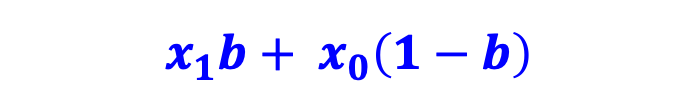 x₁b + x₀(1 − b)